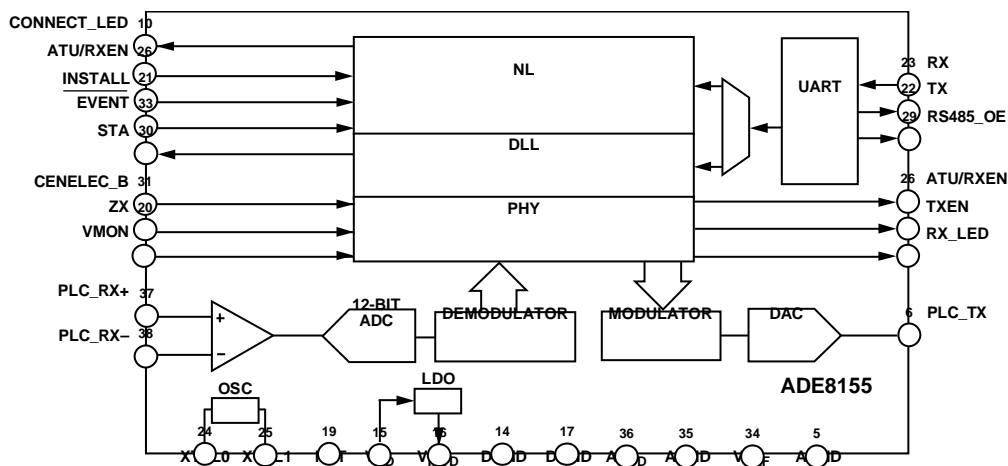 CONNECT_LED 10
ATU/RXEN 26
INSTALL 21
EVENT 33
STA 30
CENELEC_B 31
ZX 20
VMON
PLC_RX+ 37
PLC_RX– 38
NL
DLL
PHY
UART
23 RX
22 TX
29 RS485_OE
26 ATU/RXEN
TXEN
RX_LED
12-BIT
ADC
DEMODULATOR
MODULATOR
DAC
6 PLC_TX
+
–
OSC
LDO
ADE8155
24 25 19 15 16 14 17 36 35 34 5